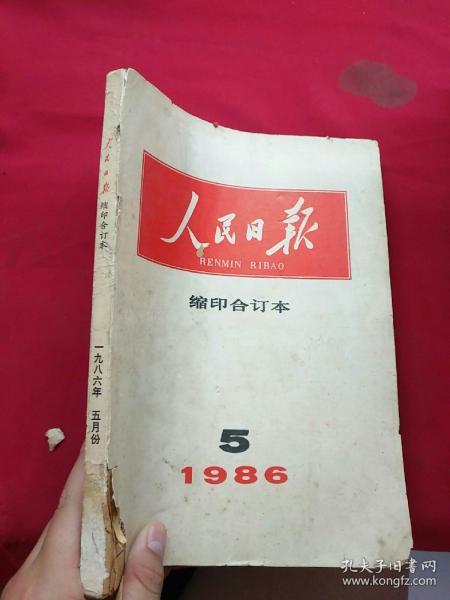 人民日报
缩印合订本
一九八六年 五月份
人民日报
RENMIN RIBAO
缩印合订本
5
1986
孔夫子旧书网
www.kongfz.com